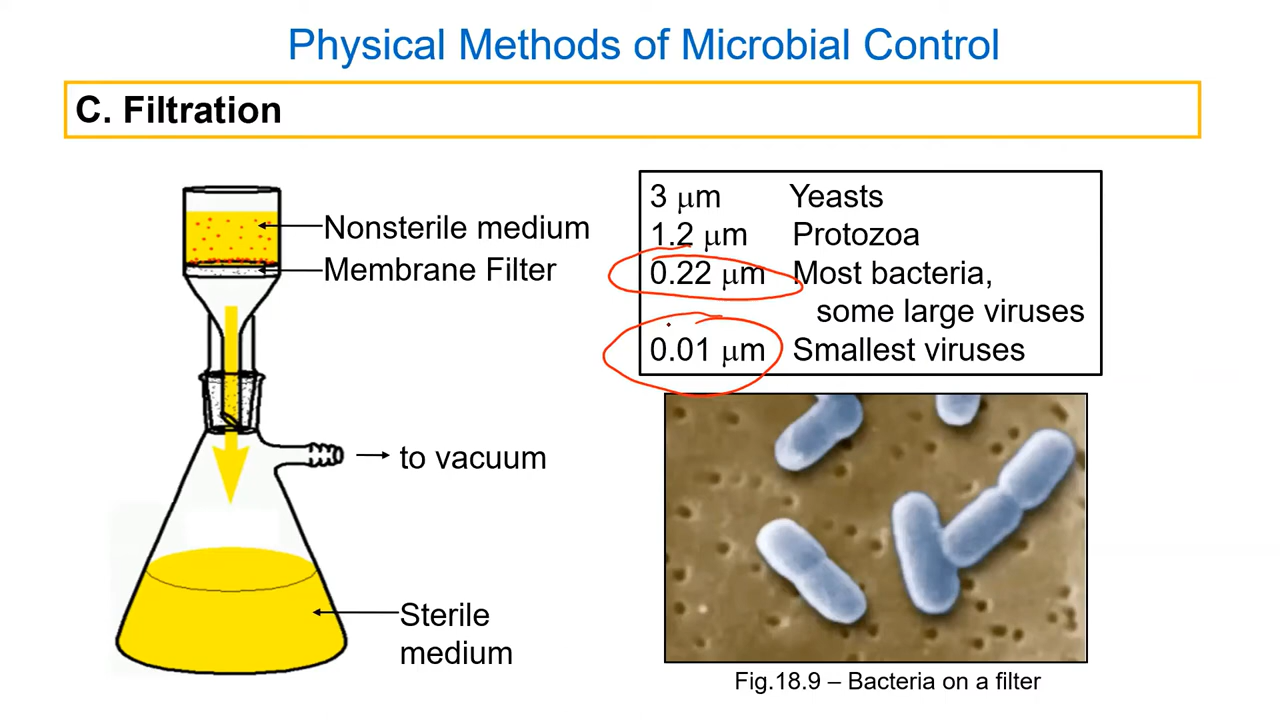 Physical Methods of Microbial Control
C. Filtration
Nonsterile medium
Membrane Filter
to vacuum
Sterile
medium
3 μm Yeasts
1.2 μm Protozoa
0.22 μm Most bacteria,
some large viruses
0.01 μm Smallest viruses
Fig.18.9 – Bacteria on a filter